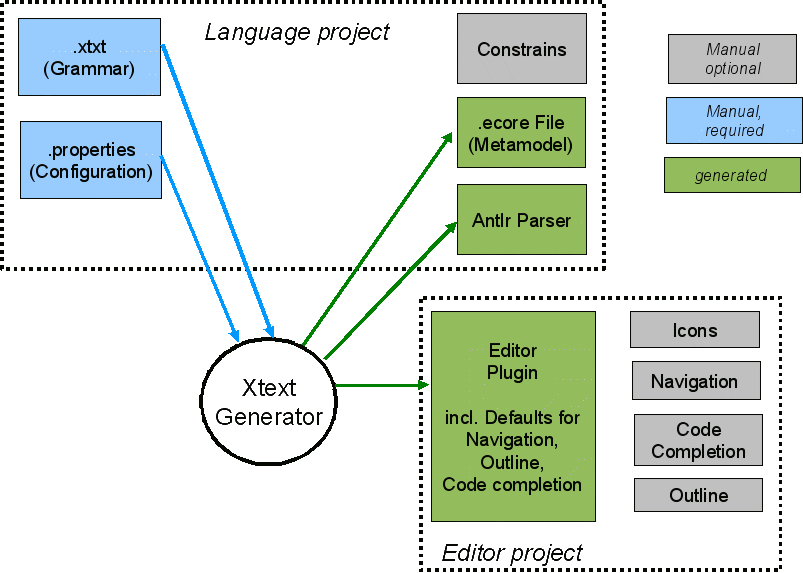 Language project
.xtxt
(Grammar)
.properties
(Configuration)
Constrains
.ecore File
(Metamodel)
Antlr Parser
Manual
optional
Manual,
required
generated
Xtext
Generator
Editor
Plugin
incl. Defaults for
Navigation,
Outline,
Code completion
Icons
Navigation
Code
Completion
Outline
Editor project